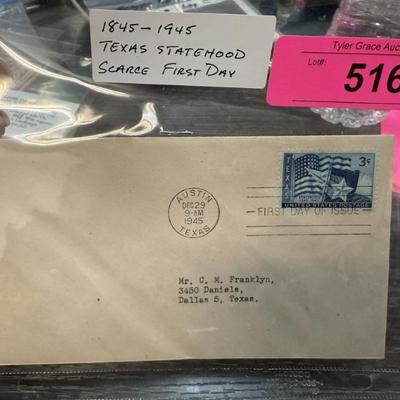 1845-1945
TEXAS STATEHOOD
SCARCE FIRST DAY
Tyler Grace Auc
Lot#:
516
AUSTIN
DEC 29
9-AM
1945
TEXAS
TEXAS
3¢
UNITED STATES POSTAGE
FIRST DAY OF ISSUE
Mr. C. M. Franklyn,
3450 Daniels,
Dallas 5, Texas.